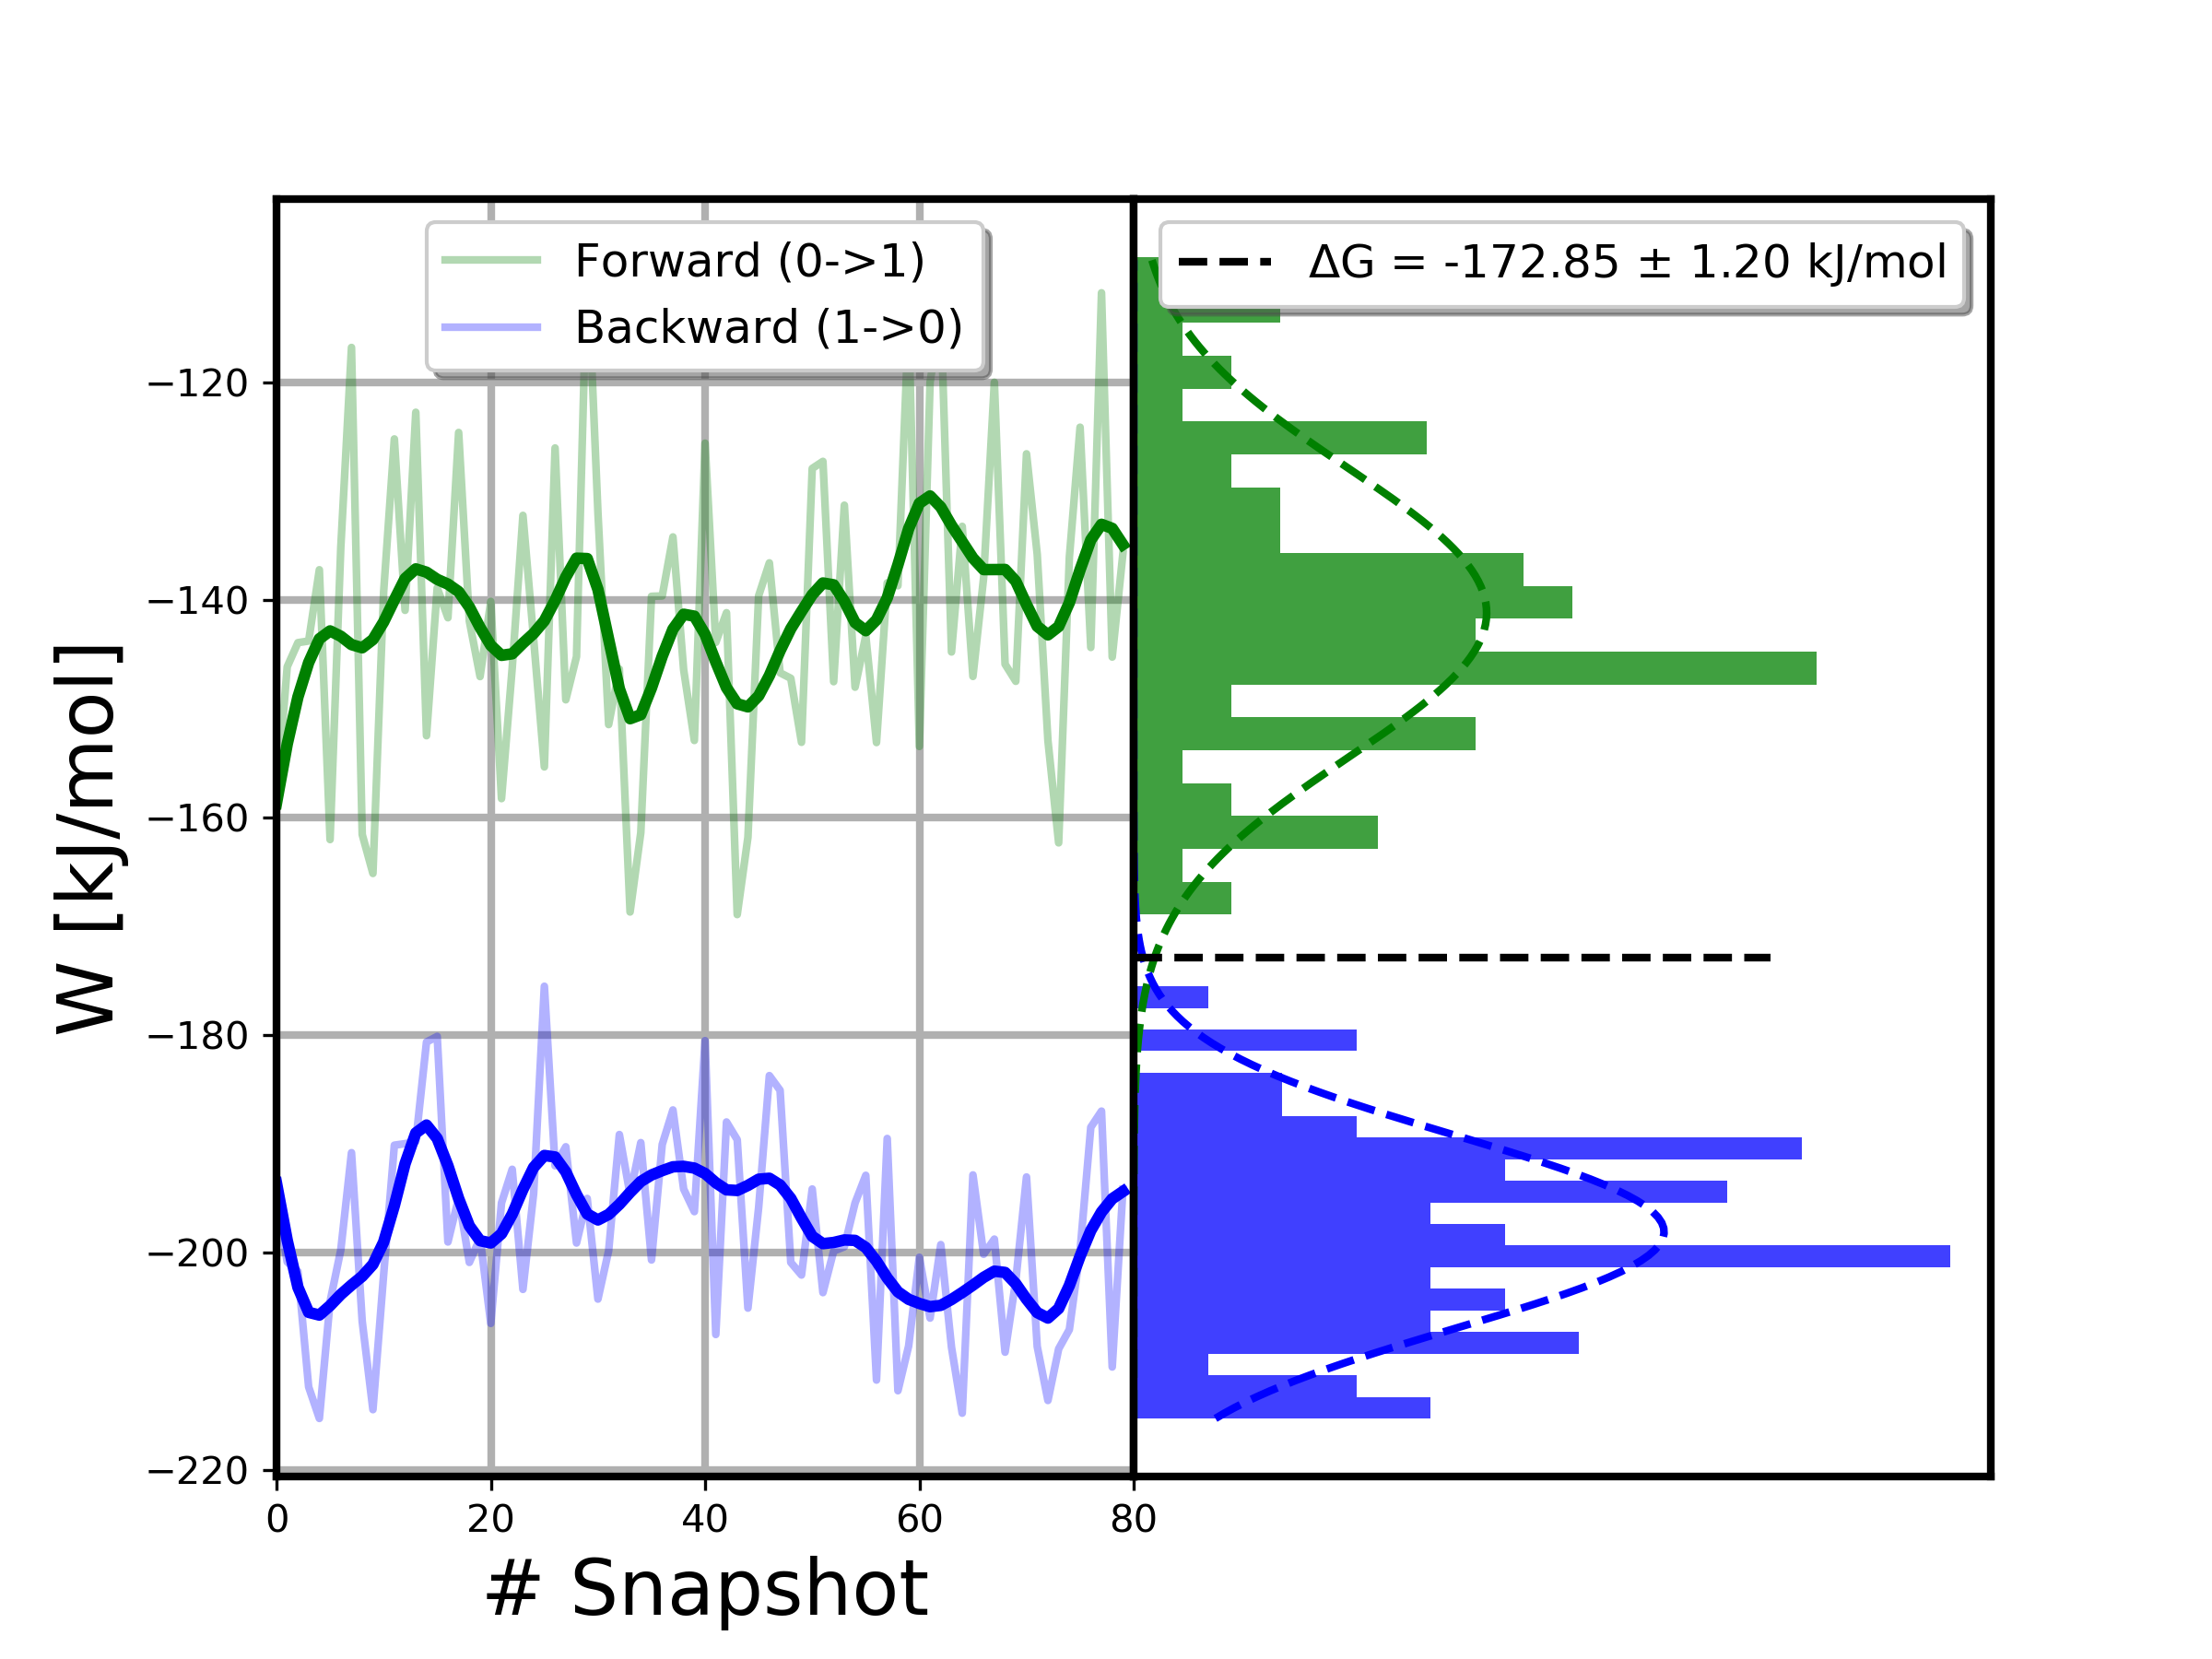 Forward (0->1)
Backward (1->0)
ΔG = -172.85 ± 1.20 kJ/mol
W [kJ/mol]
−120
−140
−160
−180
−200
−220
0 20 40 60 80
# Snapshot